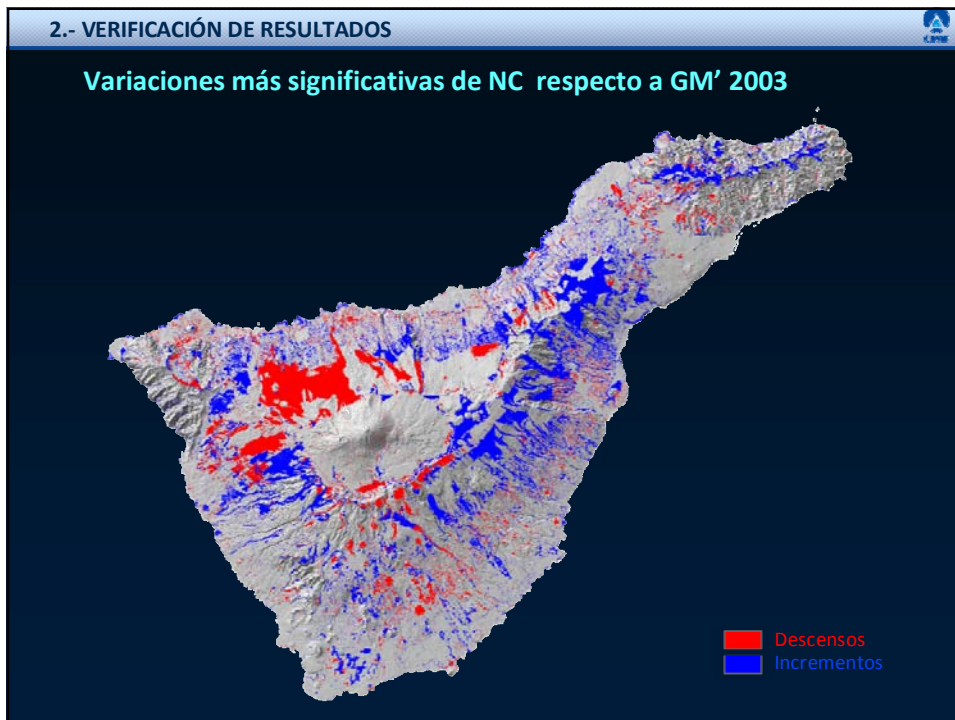 2.- VERIFICACIÓN DE RESULTADOS
Variaciones más significativas de NC respecto a GM’ 2003
Descensos
Incrementos